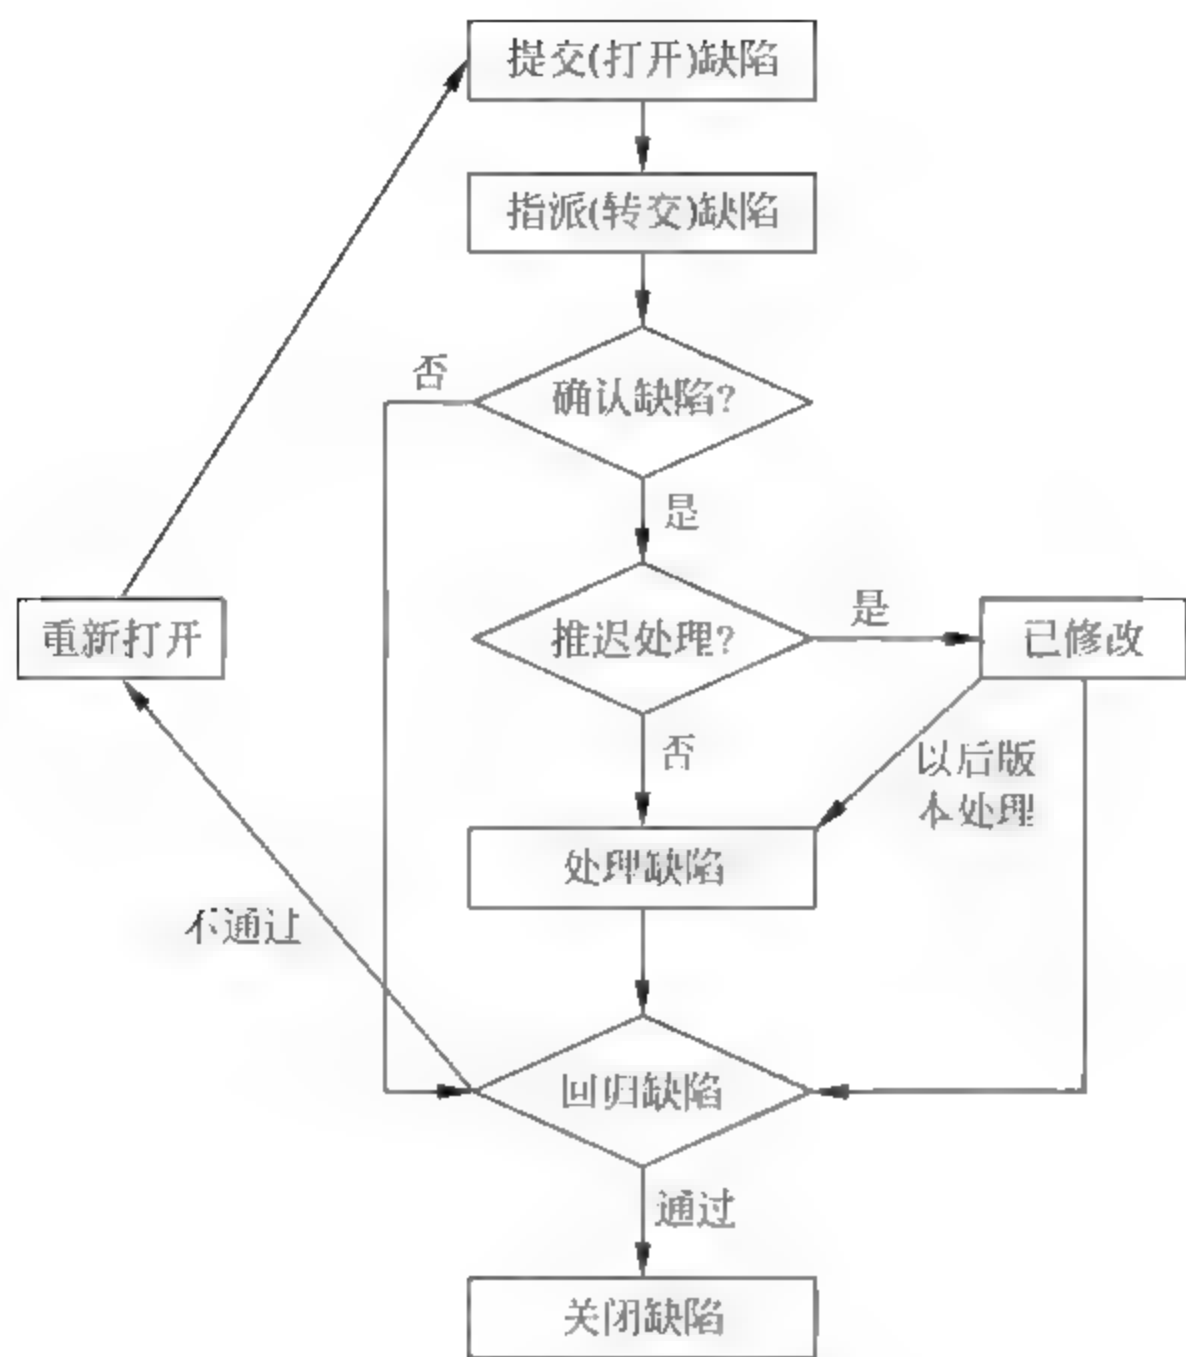 提交(打开)缺陷
指派(转交)缺陷
否
确认缺陷?
是
重新打开
推迟处理?
是
已修改
否
以后版
本处理
处理缺陷
不通过
回归缺陷
通过
关闭缺陷